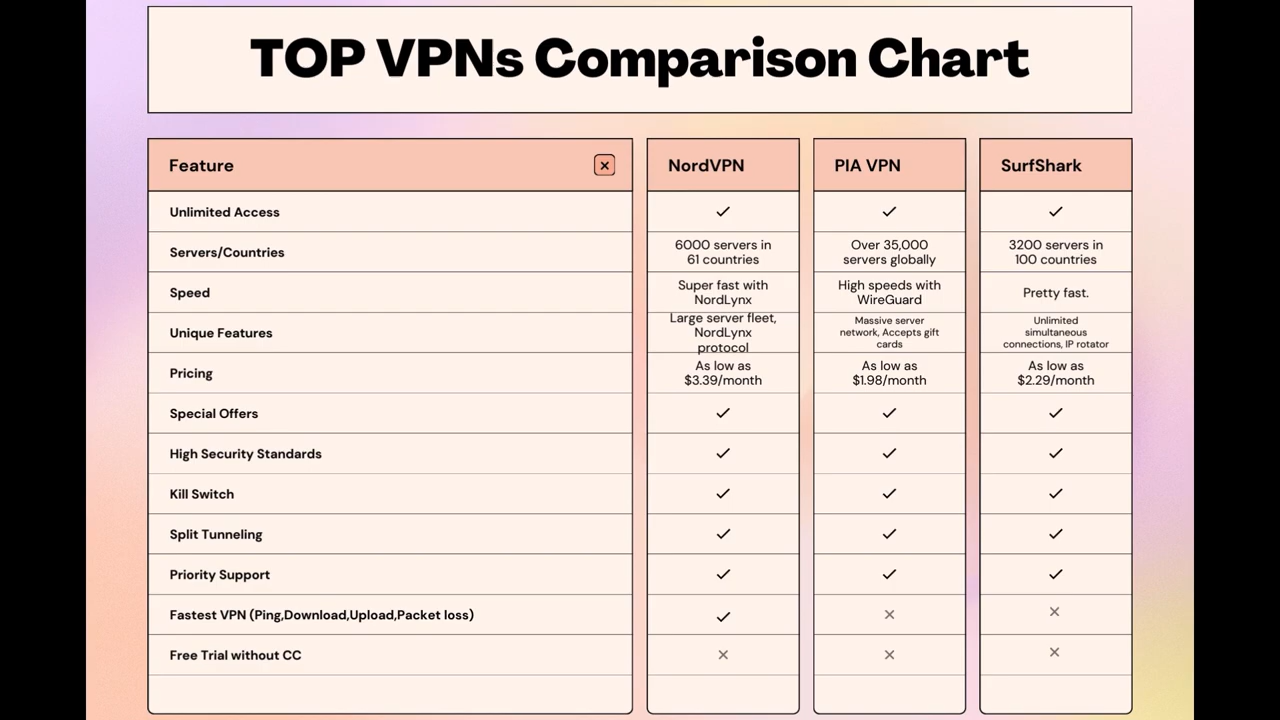 TOP VPNs Comparison Chart
Feature
NordVPN
PIA VPN
SurfShark
Unlimited Access
✓
✓
✓
Servers/Countries
6000 servers in
61 countries
Over 35,000
servers globally
3200 servers in
100 countries
Speed
Super fast with
NordLynx
High speeds with
WireGuard
Pretty fast.
Unique Features
Large server fleet,
NordLynx
protocol
Massive server
network, Accepts gift
cards
Unlimited
simultaneous
connections, IP rotator
Pricing
As low as
$3.39/month
As low as
$1.98/month
As low as
$2.29/month
Special Offers
✓
✓
✓
High Security Standards
✓
✓
✓
Kill Switch
✓
✓
✓
Split Tunneling
✓
✓
✓
Priority Support
✓
✓
✓
Fastest VPN (Ping,Download,Upload,Packet loss)
✓
✕
✕
Free Trial without CC
✕
✕
✕